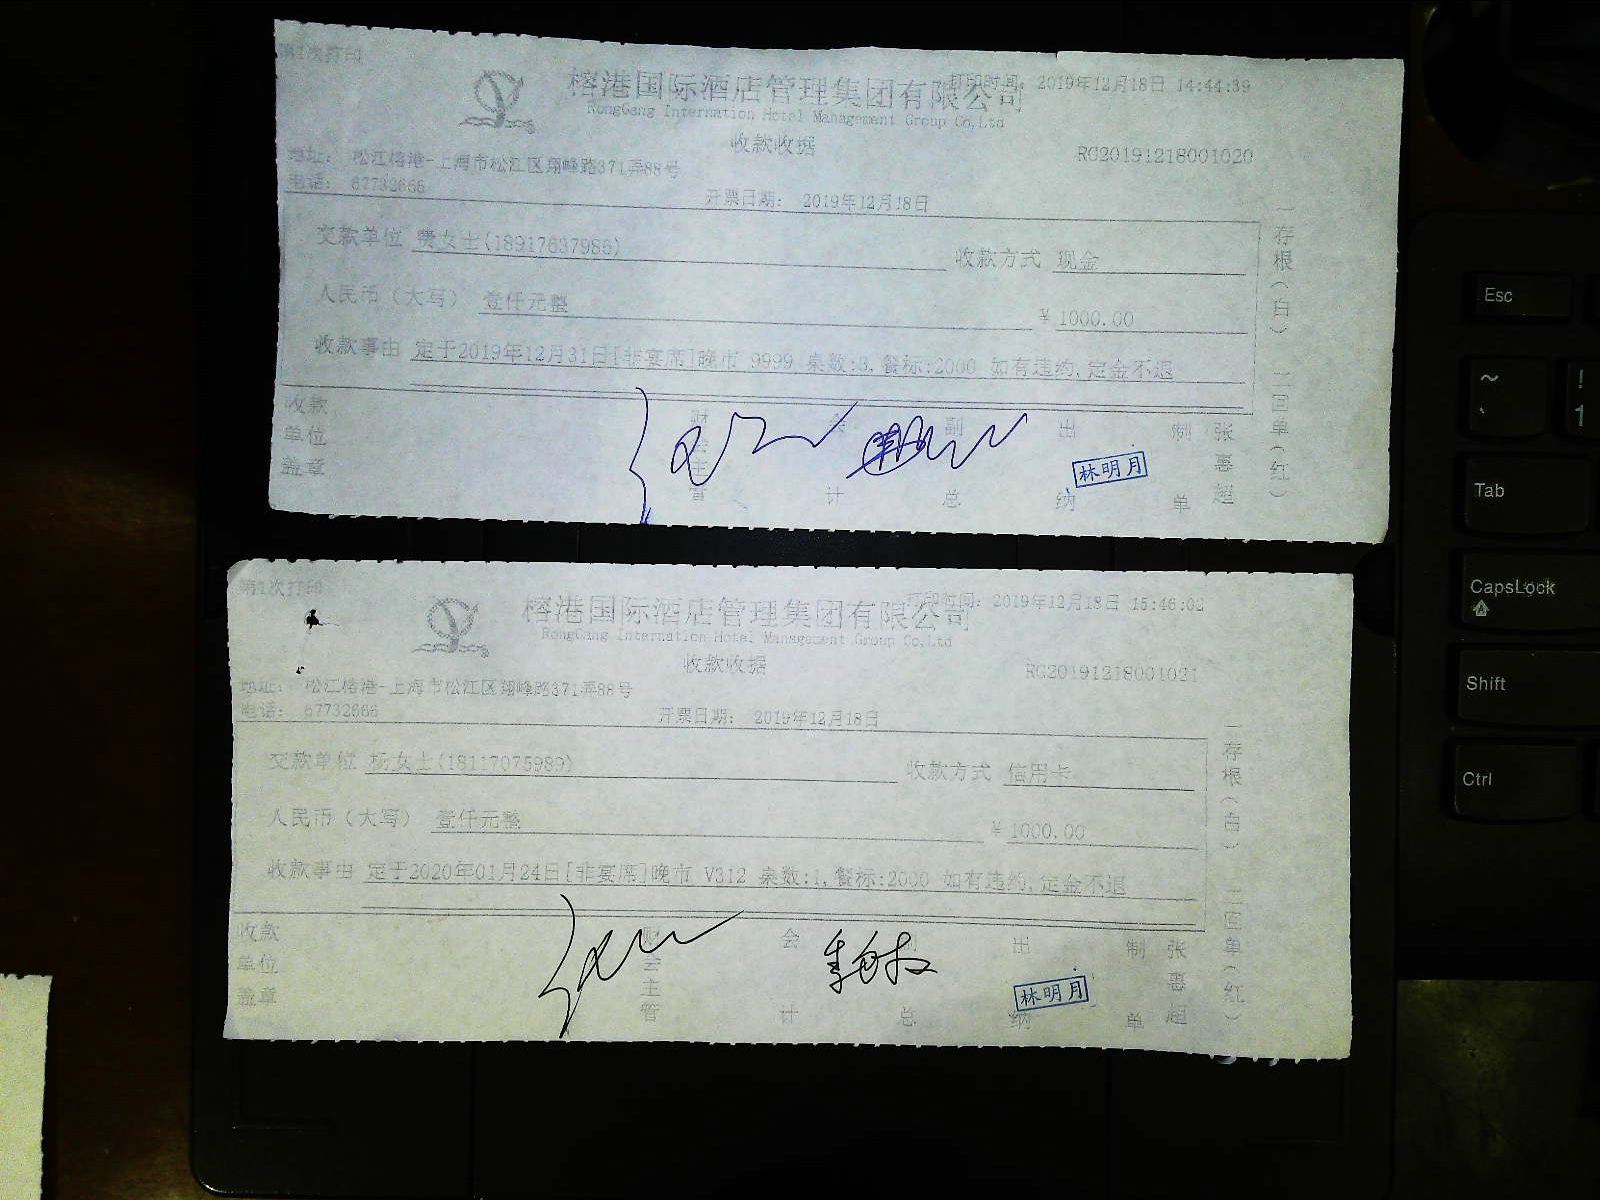 第1次打印
打印时间: 2019年12月18日 14:44:39
榕港国际酒店管理集团有限公司
RongGang Internation Hotel Management Group Co,Ltd
收款收据
RG20191218001020
地址: 松江榕港-上海市松江区翔峰路371弄88号
电话: 67732666
开票日期: 2019年12月18日
交款单位 费女士(18917637986) 收款方式 现金
人民币（大写） 壹仟元整 ¥ 1000.00
收款事由 定于2019年12月31日[非宴席]晚市 9999 桌数:3,餐标:2000 如有违约,定金不退
一存根(白) 二回单(红)
收款单位盖章
财会主管
会计
副总
出纳
林明月
制单
张惠超
第1次打印
打印时间: 2019年12月18日 15:46:02
榕港国际酒店管理集团有限公司
RongGang Internation Hotel Management Group Co,Ltd
收款收据
RG20191218001021
地址: 松江榕港-上海市松江区翔峰路371弄88号
电话: 67732666
开票日期: 2019年12月18日
交款单位 杨女士(18117075989) 收款方式 信用卡
人民币（大写） 壹仟元整 ¥ 1000.00
收款事由 定于2020年01月24日[非宴席]晚市 V312 桌数:1,餐标:2000 如有违约,定金不退
一存根(白) 二回单(红)
收款单位盖章
财会主管
会计
总
出纳
林明月
制单
张惠超
Esc
~
`
!
1
Tab
CapsLock
A
Shift
Ctrl